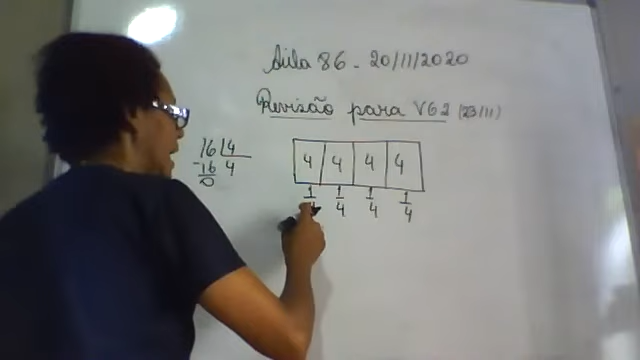 Aula 86 - 20/11/2020
Revisão para VG2 (23/11)
16 4
-16 4
0
4 4 4 4
1/4 1/4 1/4 1/4